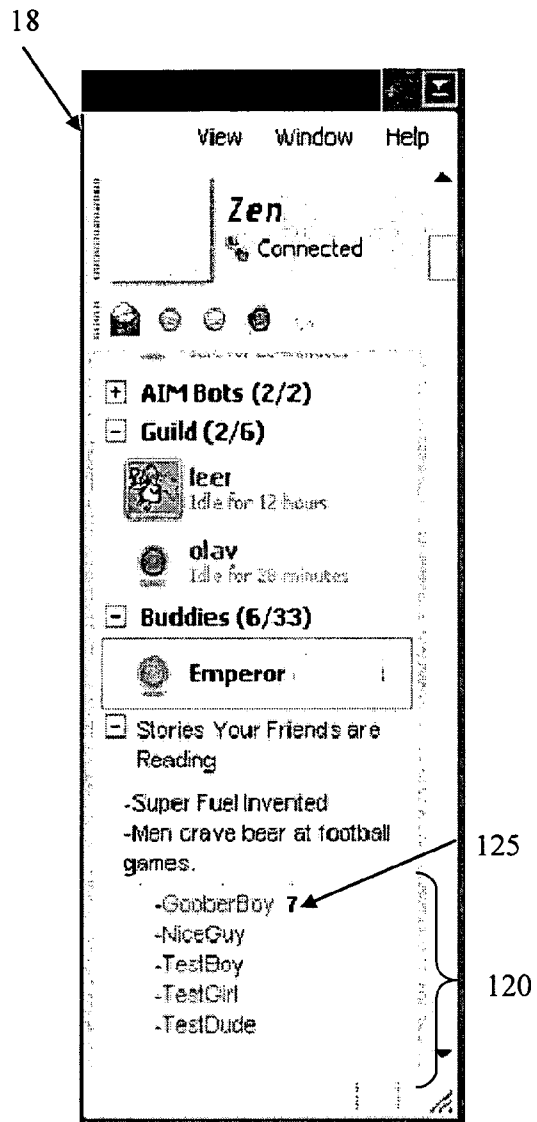 18
View Window Help
Zen
Connected
AIM Bots (2/2)
Guild (2/6)
leer
Idle for 12 hours
olav
Idle for 28 minutes
Buddies (6/33)
Emperor
Stories Your Friends are
Reading
-Super Fuel Invented
-Men crave beer at football
games.
125
-GooberBoy 7
-NiceGuy
-TestBoy
-TestGirl
-TestDude
120